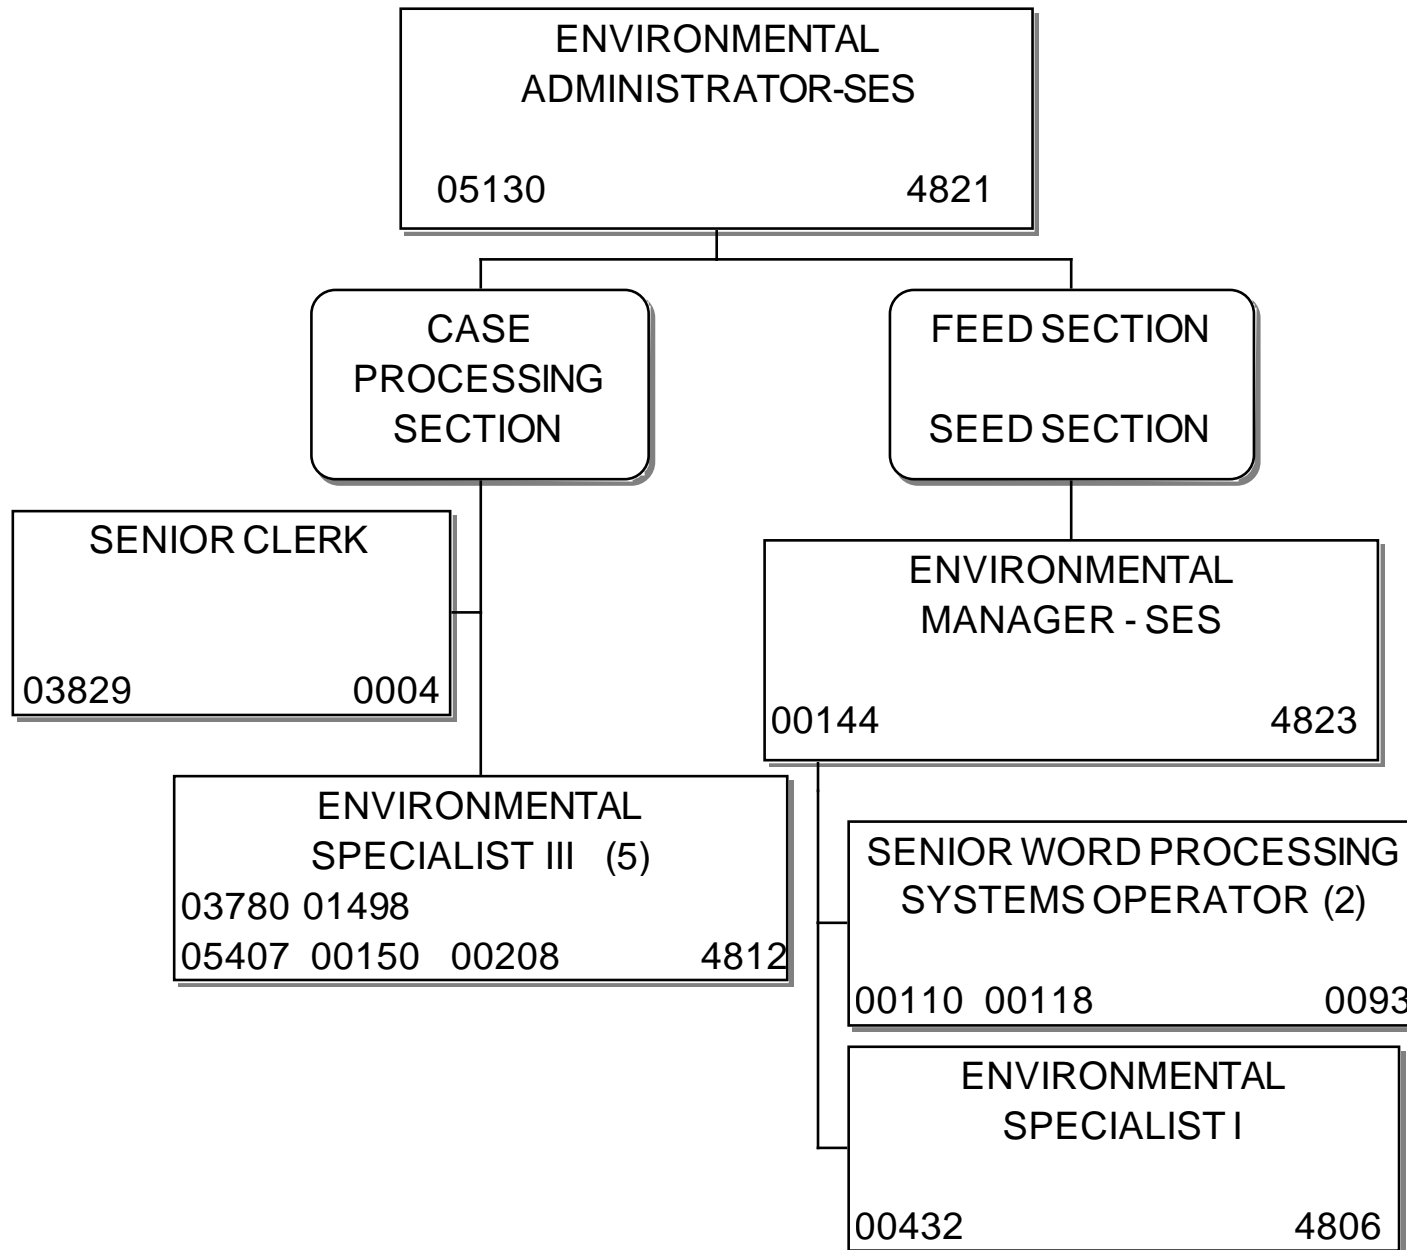 ENVIRONMENTAL
ADMINISTRATOR-SES
05130 4821
CASE
PROCESSING
SECTION
FEED SECTION
SEED SECTION
SENIOR CLERK
03829 0004
ENVIRONMENTAL
MANAGER - SES
00144 4823
ENVIRONMENTAL
SPECIALIST III (5)
03780 01498
05407 00150 00208 4812
SENIOR WORD PROCESSING
SYSTEMS OPERATOR (2)
00110 00118 0093
ENVIRONMENTAL
SPECIALIST I
00432 4806